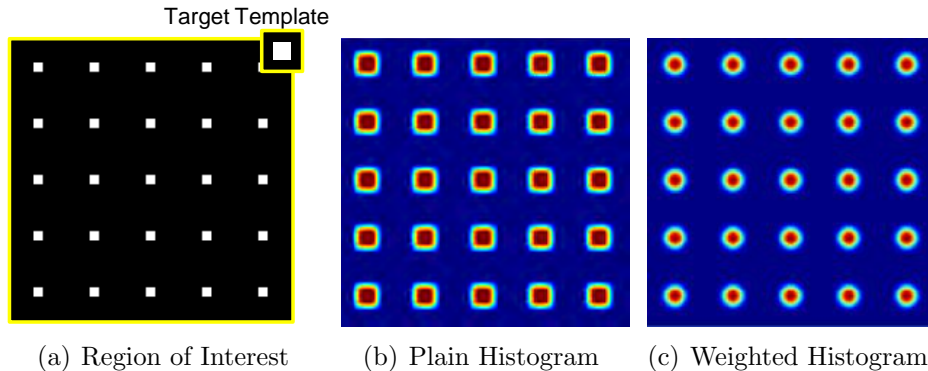 Target Template
(a) Region of Interest
(b) Plain Histogram
(c) Weighted Histogram